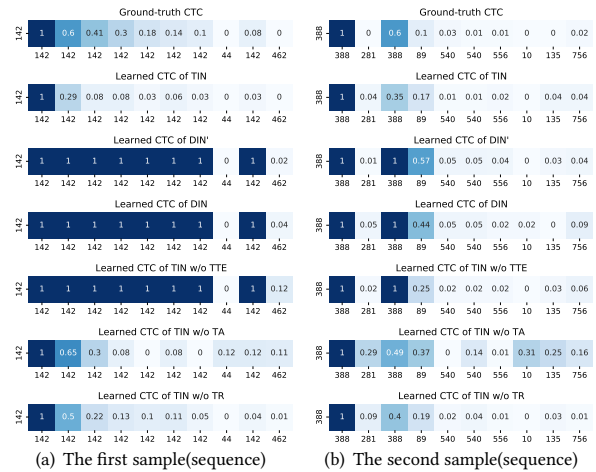 Ground-truth CTC
142 1 0.6 0.41 0.3 0.18 0.14 0.1 0 0.08 0
142 142 142 142 142 142 142 44 142 462
Learned CTC of TIN
142 1 0.29 0.08 0.08 0.03 0.06 0.03 0 0.03 0
142 142 142 142 142 142 142 44 142 462
Learned CTC of DIN'
142 1 1 1 1 1 1 1 0 1 0.02
142 142 142 142 142 142 142 44 142 462
Learned CTC of DIN
142 1 1 1 1 1 1 1 0 1 0.04
142 142 142 142 142 142 142 44 142 462
Learned CTC of TIN w/o TTE
142 1 1 1 1 1 1 1 0 1 0.12
142 142 142 142 142 142 142 44 142 462
Learned CTC of TIN w/o TA
142 1 0.65 0.3 0.08 0 0.08 0 0.12 0.12 0.11
142 142 142 142 142 142 142 44 142 462
Learned CTC of TIN w/o TR
142 1 0.5 0.22 0.13 0.1 0.11 0.05 0 0.04 0.01
142 142 142 142 142 142 142 44 142 462
(a) The first sample(sequence)
Ground-truth CTC
388 1 0 0.6 0.1 0.03 0.01 0.01 0 0 0.02
388 281 388 89 540 540 556 10 135 756
Learned CTC of TIN
388 1 0.04 0.35 0.17 0.01 0.01 0.02 0 0.04 0.04
388 281 388 89 540 540 556 10 135 756
Learned CTC of DIN'
388 1 0.01 1 0.57 0.05 0.05 0.04 0 0.03 0.04
388 281 388 89 540 540 556 10 135 756
Learned CTC of DIN
388 1 0.05 1 0.44 0.05 0.05 0.02 0.02 0 0.09
388 281 388 89 540 540 556 10 135 756
Learned CTC of TIN w/o TTE
388 1 0.02 1 0.25 0.02 0.02 0.02 0 0.03 0.06
388 281 388 89 540 540 556 10 135 756
Learned CTC of TIN w/o TA
388 1 0.29 0.49 0.37 0 0.14 0.01 0.31 0.25 0.16
388 281 388 89 540 540 556 10 135 756
Learned CTC of TIN w/o TR
388 1 0.09 0.4 0.19 0.02 0.04 0.01 0 0.03 0.01
388 281 388 89 540 540 556 10 135 756
(b) The second sample(sequence)